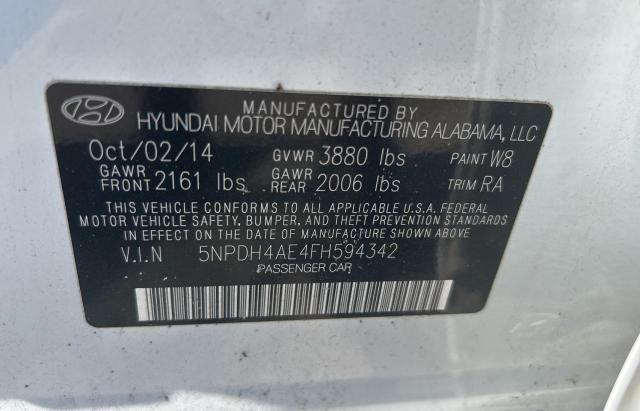 MANUFACTURED BY
HYUNDAI MOTOR MANUFACTURING ALABAMA, LLC
Oct/02/14 GVWR 3880 lbs PAINT W8
GAWR FRONT 2161 lbs GAWR REAR 2006 lbs TRIM RA
THIS VEHICLE CONFORMS TO ALL APPLICABLE U.S.A. FEDERAL
MOTOR VEHICLE SAFETY, BUMPER, AND THEFT PREVENTION STANDARDS
IN EFFECT ON THE DATE OF MANUFACTURE SHOWN ABOVE.
V.I.N 5NPDH4AE4FH594342
PASSENGER CAR